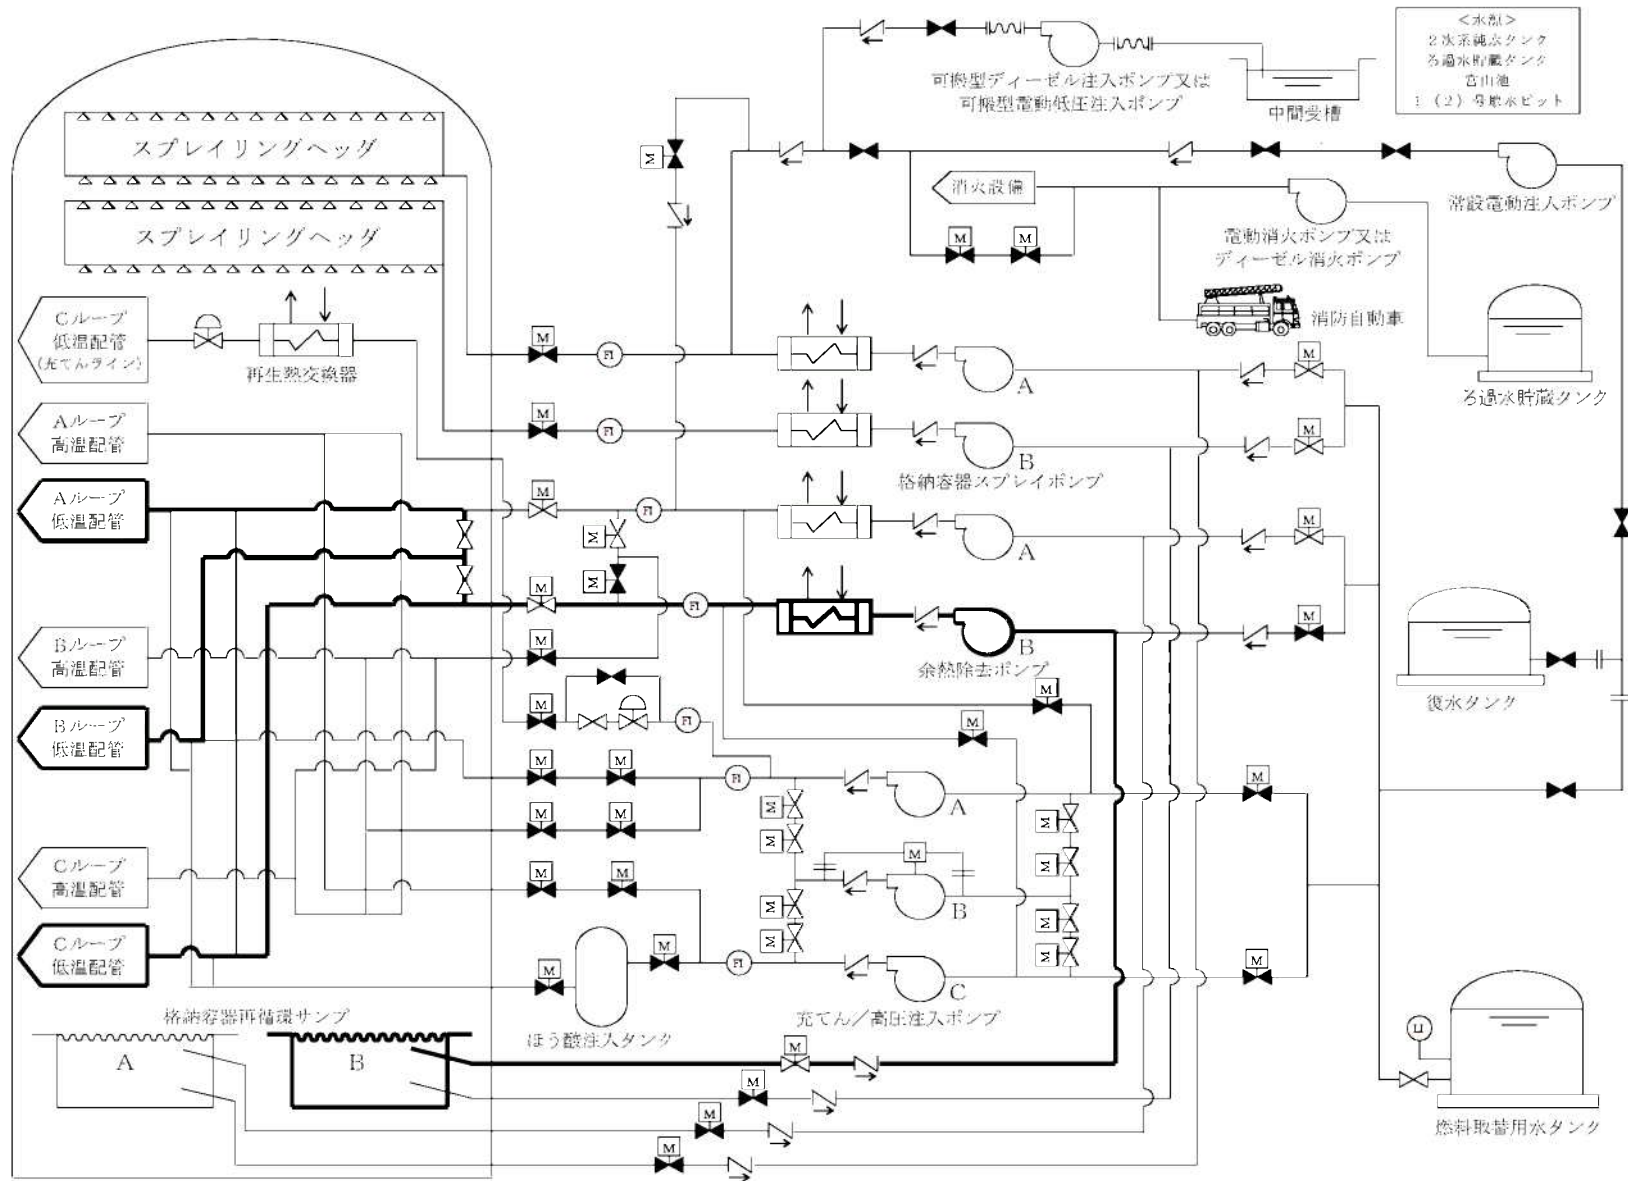 <水源>
2次系純水タンク
ろ過水貯蔵タンク
宮山池
1(2)号原水ピット
可搬型ディーゼル注入ポンプ又は
可搬型電動低圧注入ポンプ
中間受槽
スプレイリングヘッダ
M
消火設備
常設電動注入ポンプ
スプレイリングヘッダ
M
M
電動消火ポンプ又は
ディーゼル消火ポンプ
消防自動車
Cループ
低温配管
(充てんライン)
再生熱交換器
M
FI
A
M
ろ過水貯蔵タンク
Aループ
高温配管
M
FI
B
M
格納容器スプレイポンプ
Aループ
低温配管
M
FI
A
M
M
M
M
FI
B
M
余熱除去ポンプ
Bループ
高温配管
M
復水タンク
Bループ
低温配管
M
FI
M
M
M
M
FI
A
M
M
M
M
M
M
M
M
Cループ
高温配管
M
M
B
M
M
M
M
Cループ
低温配管
M
M
FI
C
M
ほう酸注入タンク
充てん/高圧注入ポンプ
格納容器再循環サンプ
A
B
M
M
M
M
LI
燃料取替用水タンク